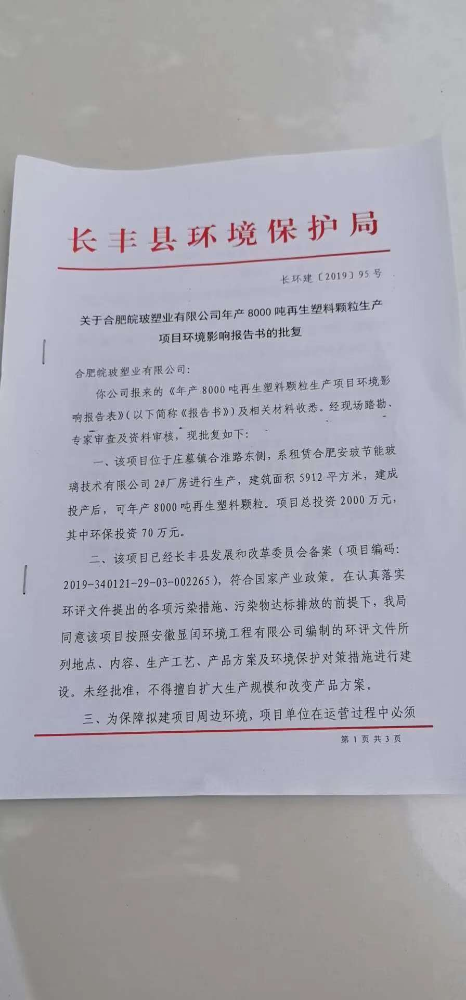 长丰县环境保护局
长环建〔2019〕95号
关于合肥皖玻塑业有限公司年产8000吨再生塑料颗粒生产
项目环境影响报告书的批复
合肥皖玻塑业有限公司：
你公司报来的《年产8000吨再生塑料颗粒生产项目环境影
响报告表》（以下简称《报告书》）及相关材料收悉。经现场踏勘、
专家审查及资料审核，现批复如下：
一、该项目位于庄墓镇合淮路东侧，系租赁合肥安玻节能玻
璃技术有限公司2#厂房进行生产，建筑面积5912平方米，建成
投产后，可年产8000吨再生塑料颗粒。项目总投资2000万元，
其中环保投资70万元。
二、该项目已经长丰县发展和改革委员会备案（项目编码：
2019-340121-29-03-002265），符合国家产业政策。在认真落实
环评文件提出的各项污染措施、污染物达标排放的前提下，我局
同意该项目按照安徽显闰环境工程有限公司编制的环评文件所
列地点、内容、生产工艺、产品方案及环境保护对策措施进行建
设。未经批准，不得擅自扩大生产规模和改变产品方案。
三、为保障拟建项目周边环境，项目单位在运营过程中必须
第1页共3页